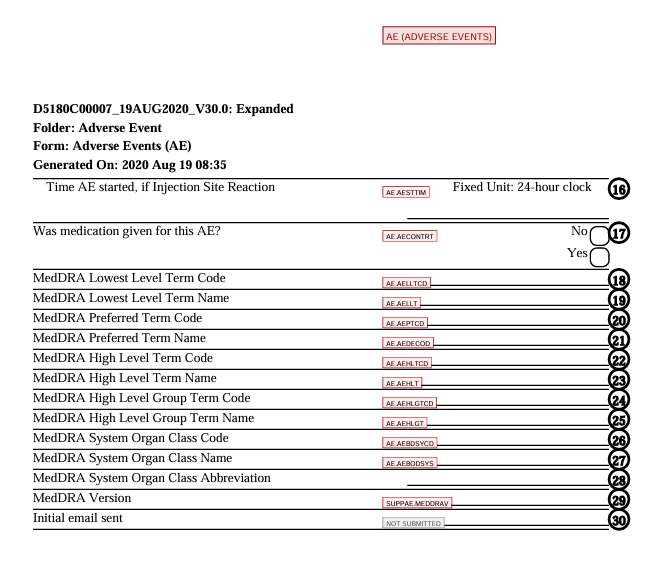 AE (ADVERSE EVENTS)
D5180C00007_19AUG2020_V30.0: Expanded
Folder: Adverse Event
Form: Adverse Events (AE)
Generated On: 2020 Aug 19 08:35
Time AE started, if Injection Site Reaction AE.AESTTIM Fixed Unit: 24-hour clock 16
Was medication given for this AE? AE.AECONTRT No 17
Yes
MedDRA Lowest Level Term Code AE.AELLTCD 18
MedDRA Lowest Level Term Name AE.AELLT 19
MedDRA Preferred Term Code AE.AEPTCD 20
MedDRA Preferred Term Name AE.AEDECOD 21
MedDRA High Level Term Code AE.AEHLTCD 22
MedDRA High Level Term Name AE.AEHLT 23
MedDRA High Level Group Term Code AE.AEHLGTCD 24
MedDRA High Level Group Term Name AE.AEHLGT 25
MedDRA System Organ Class Code AE.AEBDSYCD 26
MedDRA System Organ Class Name AE.AEBODSYS 27
MedDRA System Organ Class Abbreviation 28
MedDRA Version SUPPAE.MEDDRAV 29
Initial email sent NOT SUBMITTED 30